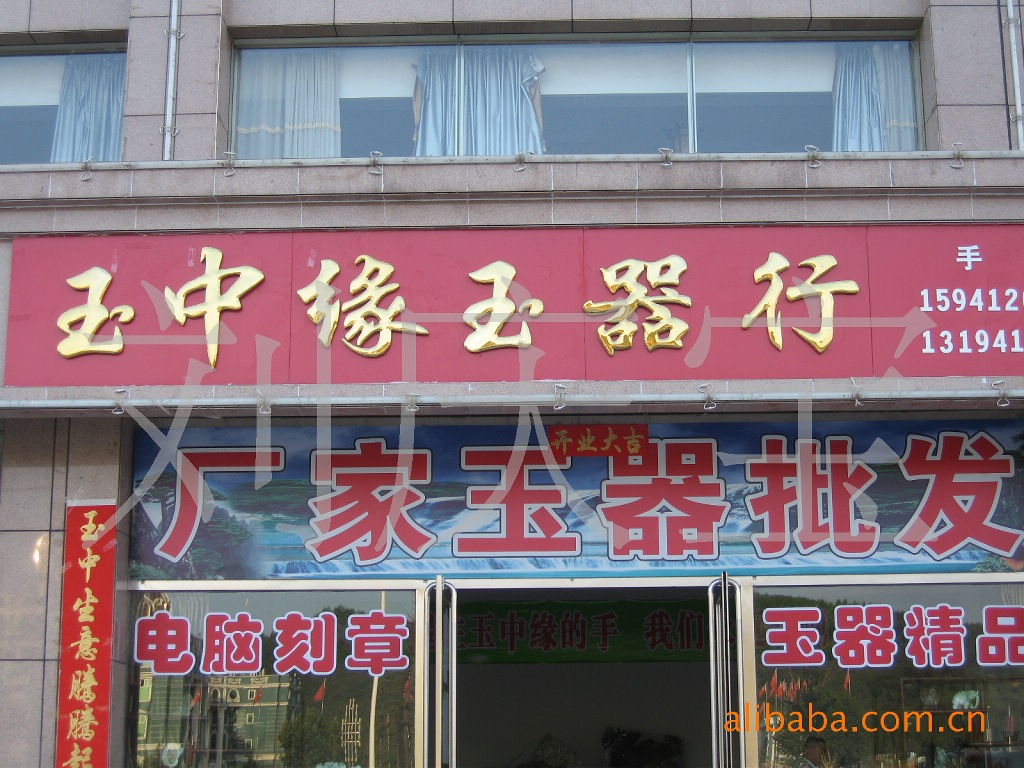 玉中缘玉器行
手
159412
131941
开业大吉
厂家玉器批发
玉中生意腾腾起
电脑刻章
玉中缘的手 我们
玉器精品
alibaba.com.cn